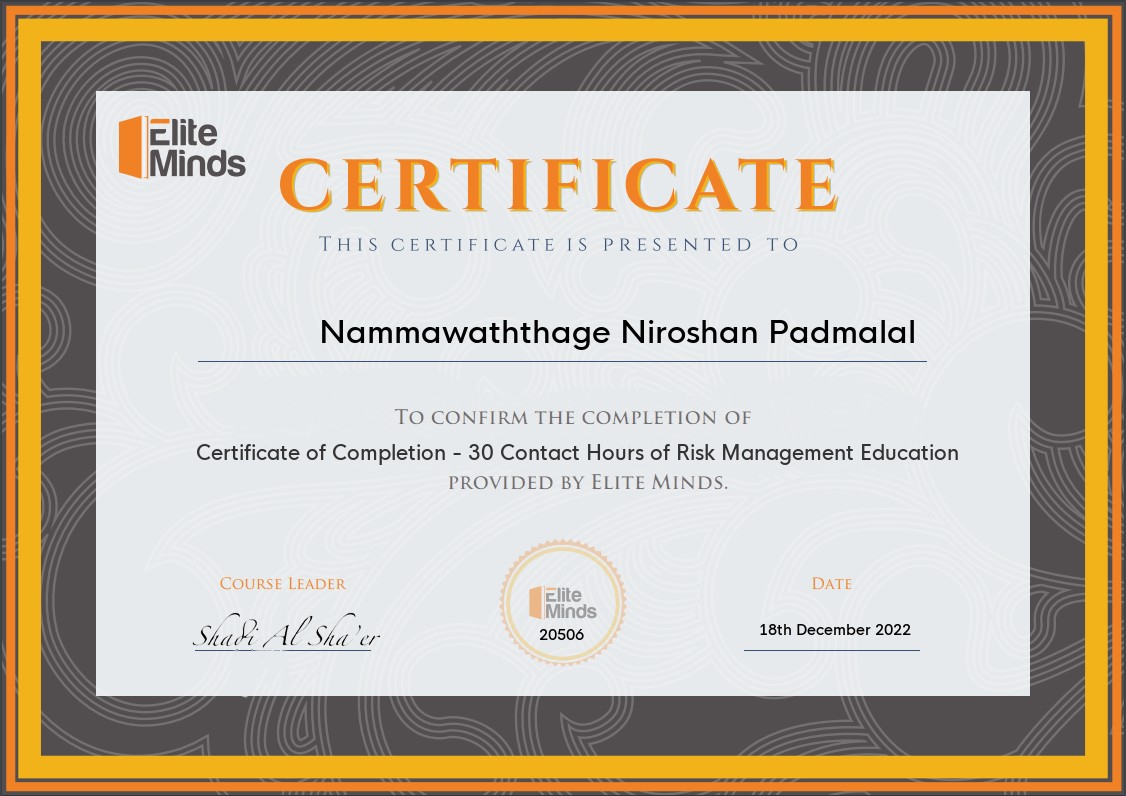 Elite
Minds
CERTIFICATE
THIS CERTIFICATE IS PRESENTED TO
Nammawaththage Niroshan Padmalal
TO CONFIRM THE COMPLETION OF
Certificate of Completion - 30 Contact Hours of Risk Management Education
PROVIDED BY ELITE MINDS.
COURSE LEADER
Shadi Al Sha'er
Elite
Minds
20506
DATE
18th December 2022